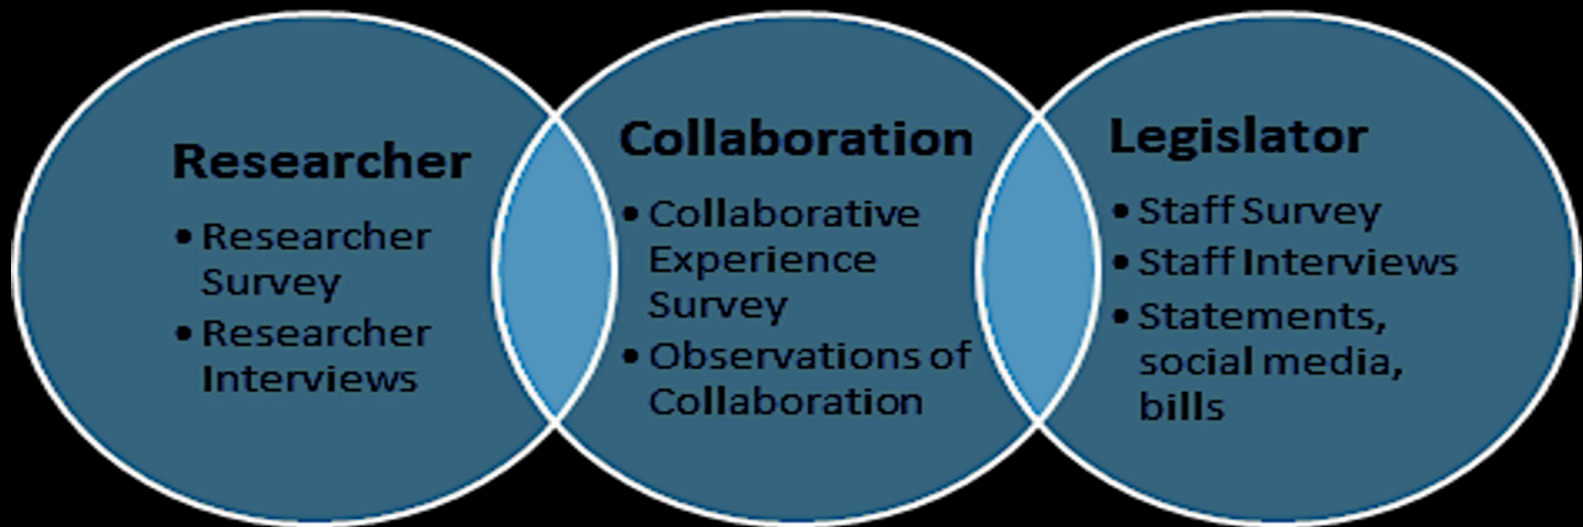 Researcher
• Researcher
Survey
• Researcher
Interviews
Collaboration
• Collaborative
Experience
Survey
• Observations of
Collaboration
Legislator
• Staff Survey
• Staff Interviews
• Statements,
social media,
bills